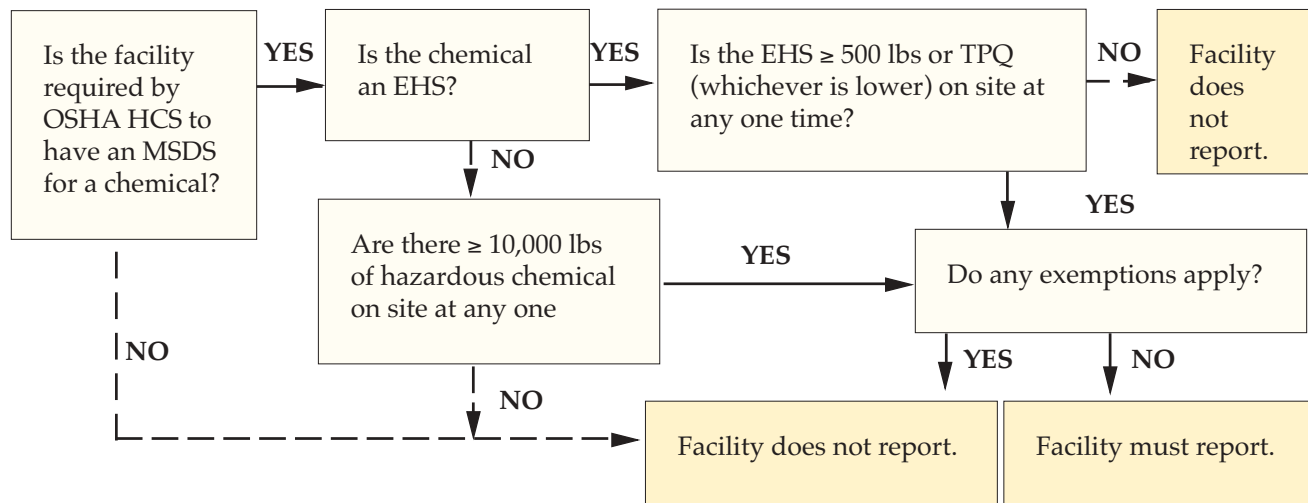 Is the facility
required by
OSHA HCS to
have an MSDS
for a chemical?
YES
Is the chemical
an EHS?
YES
Is the EHS ≥ 500 lbs or TPQ
(whichever is lower) on site at
any one time?
NO
Facility
does
not
report.
NO
YES
Are there ≥ 10,000 lbs
of hazardous chemical
on site at any one
YES
Do any exemptions apply?
NO
NO
YES
NO
Facility does not report.
Facility must report.